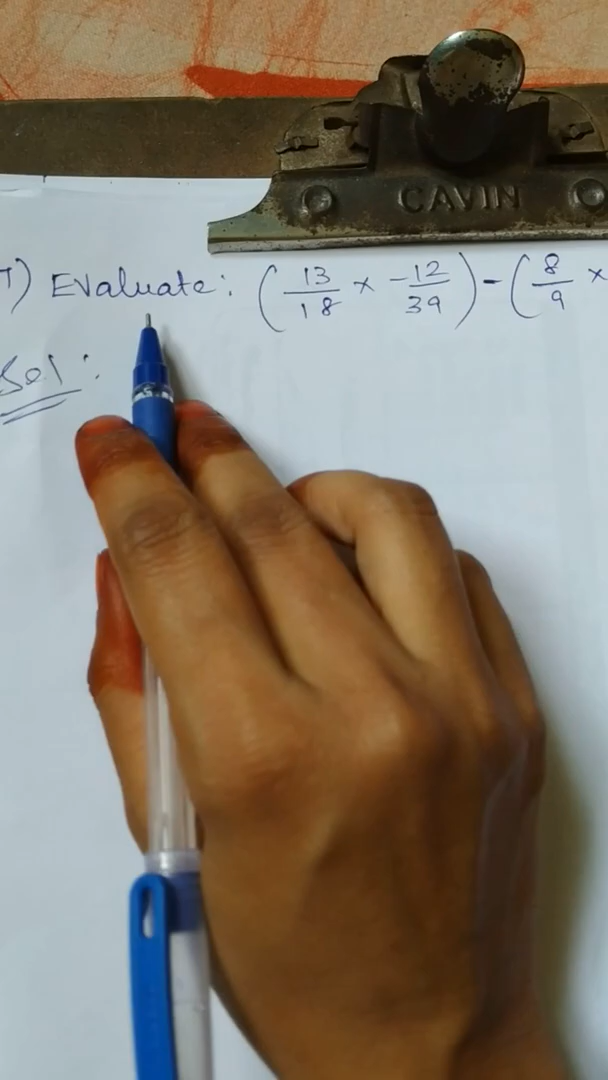 CAVIN
7) Evaluate: (13/18 × -12/39) - (8/9 ×
Sol: